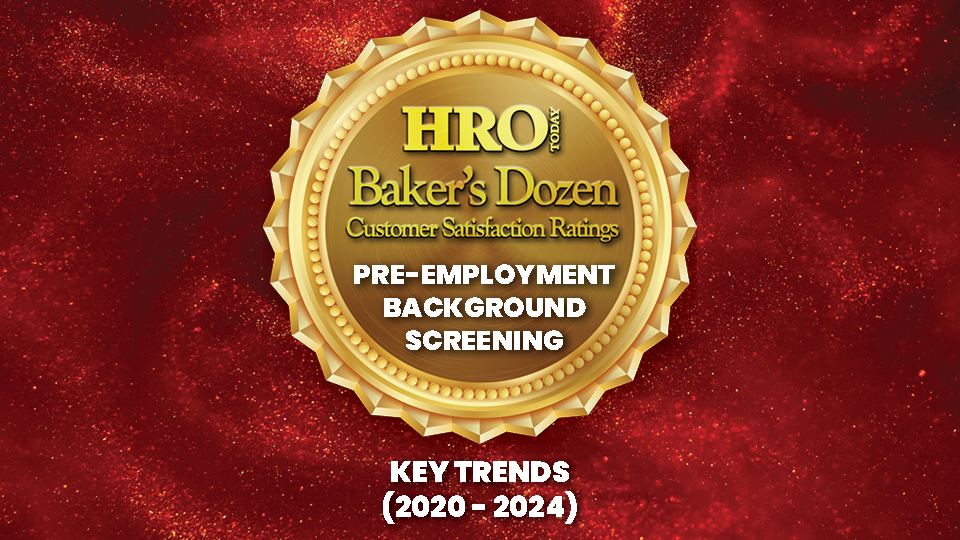 HRO TODAY
Baker's Dozen
Customer Satisfaction Ratings
PRE-EMPLOYMENT
BACKGROUND
SCREENING
KEY TRENDS
(2020 - 2024)